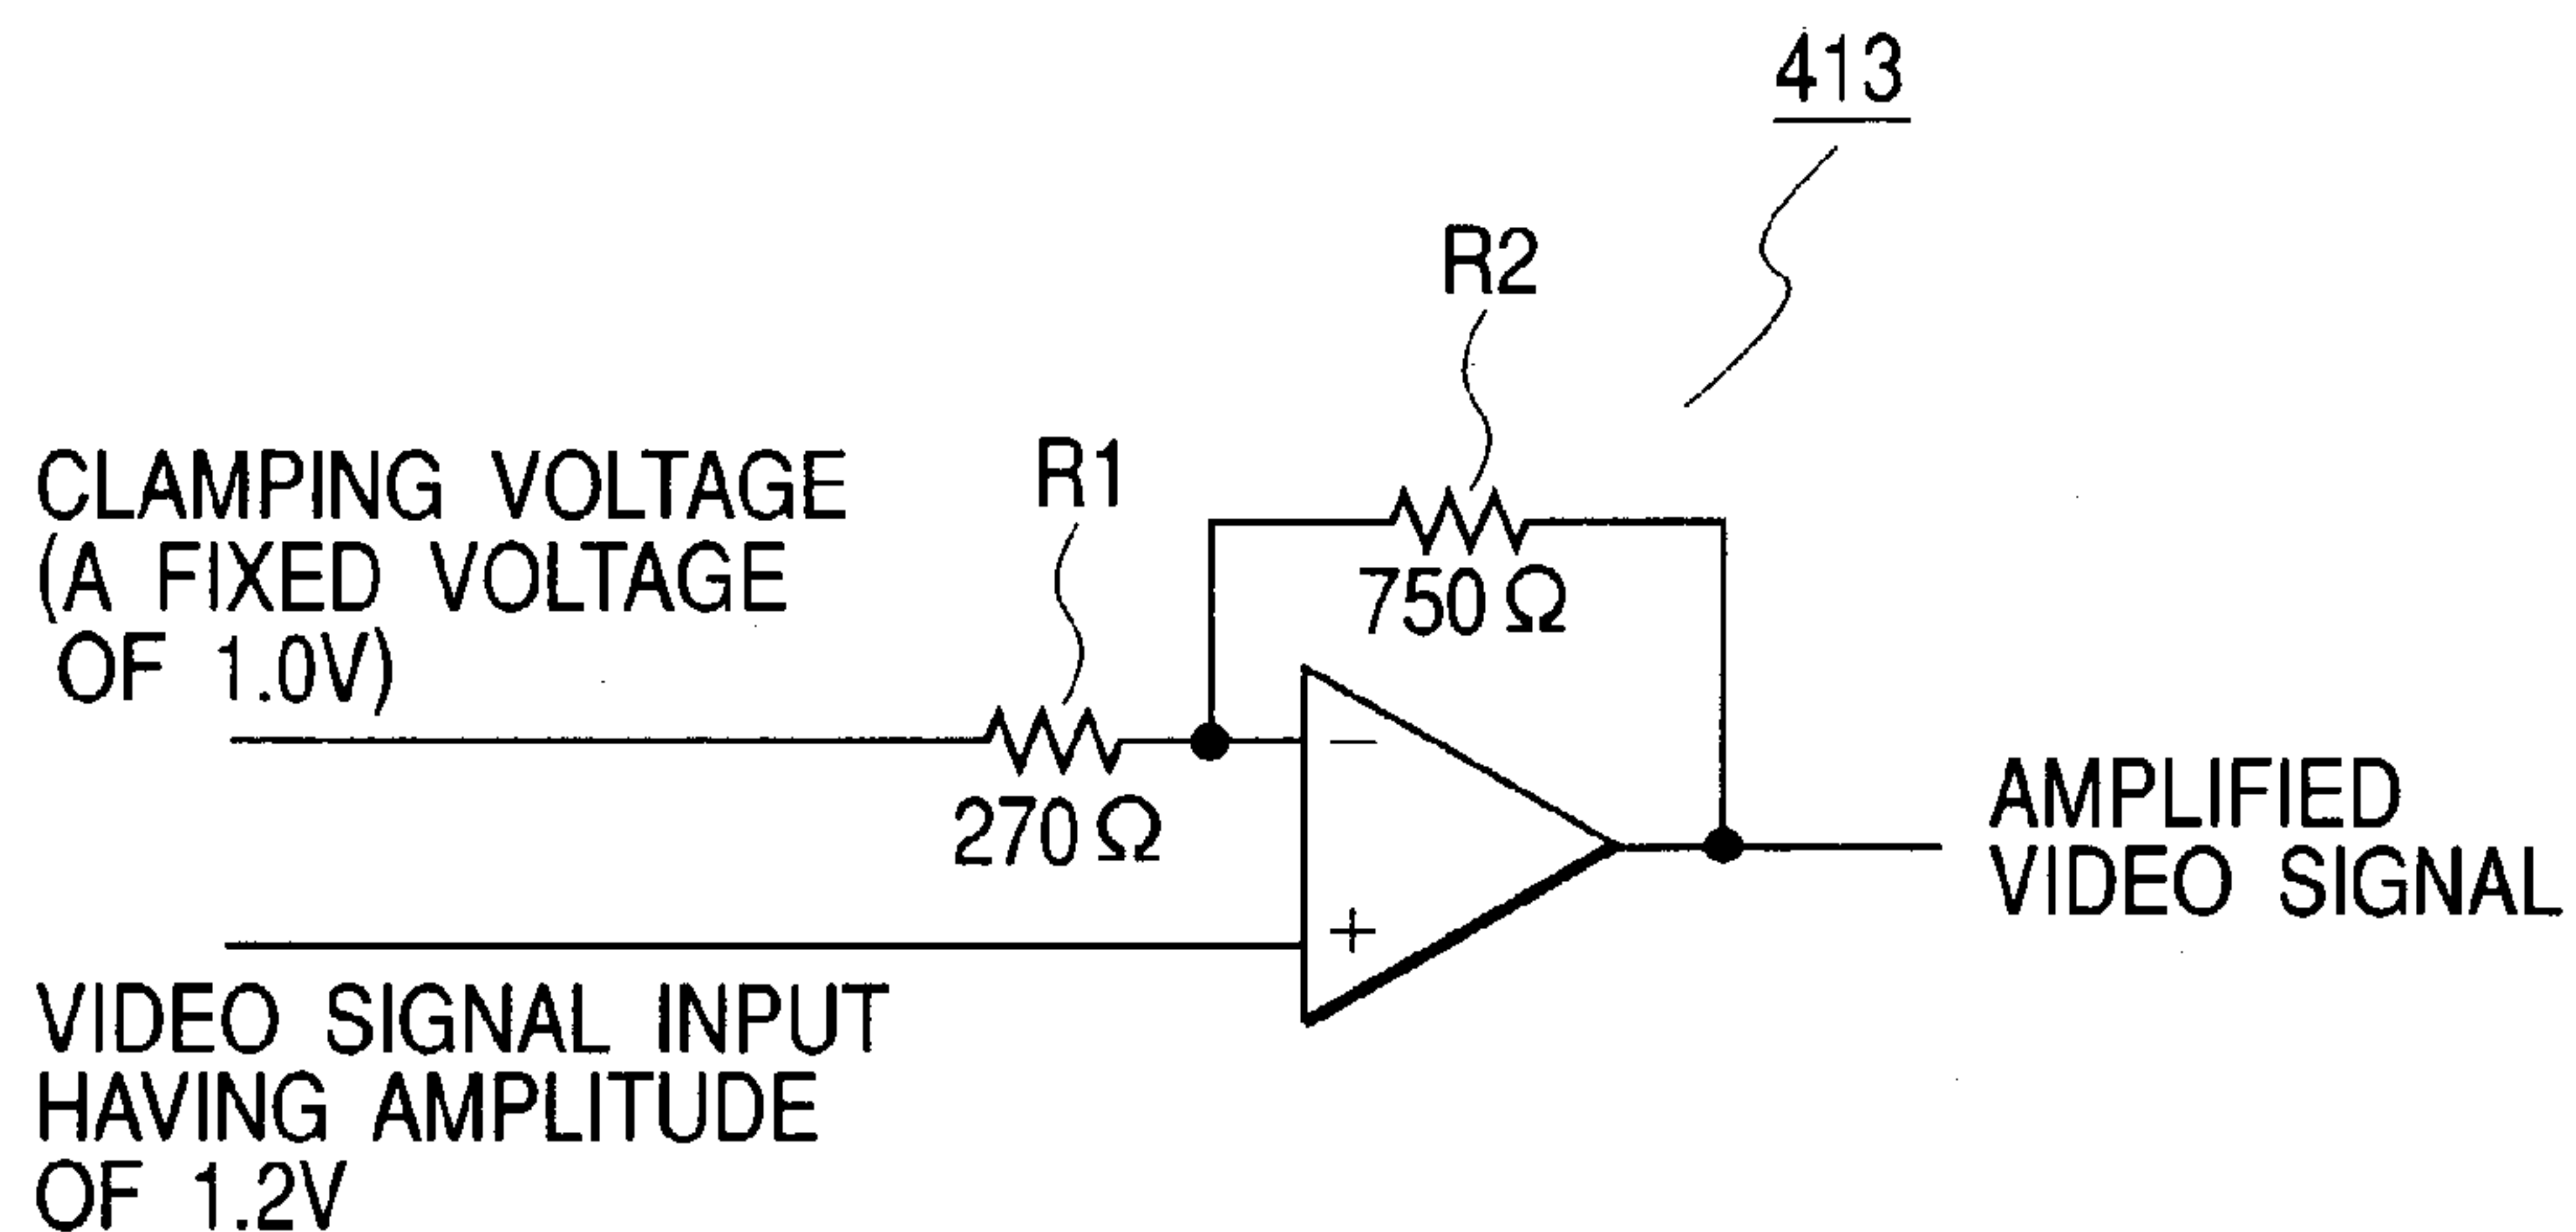 413
R2
R1
CLAMPING VOLTAGE
(A FIXED VOLTAGE
OF 1.0V)
750 Ω
270 Ω
−
+
AMPLIFIED
VIDEO SIGNAL
VIDEO SIGNAL INPUT
HAVING AMPLITUDE
OF 1.2V